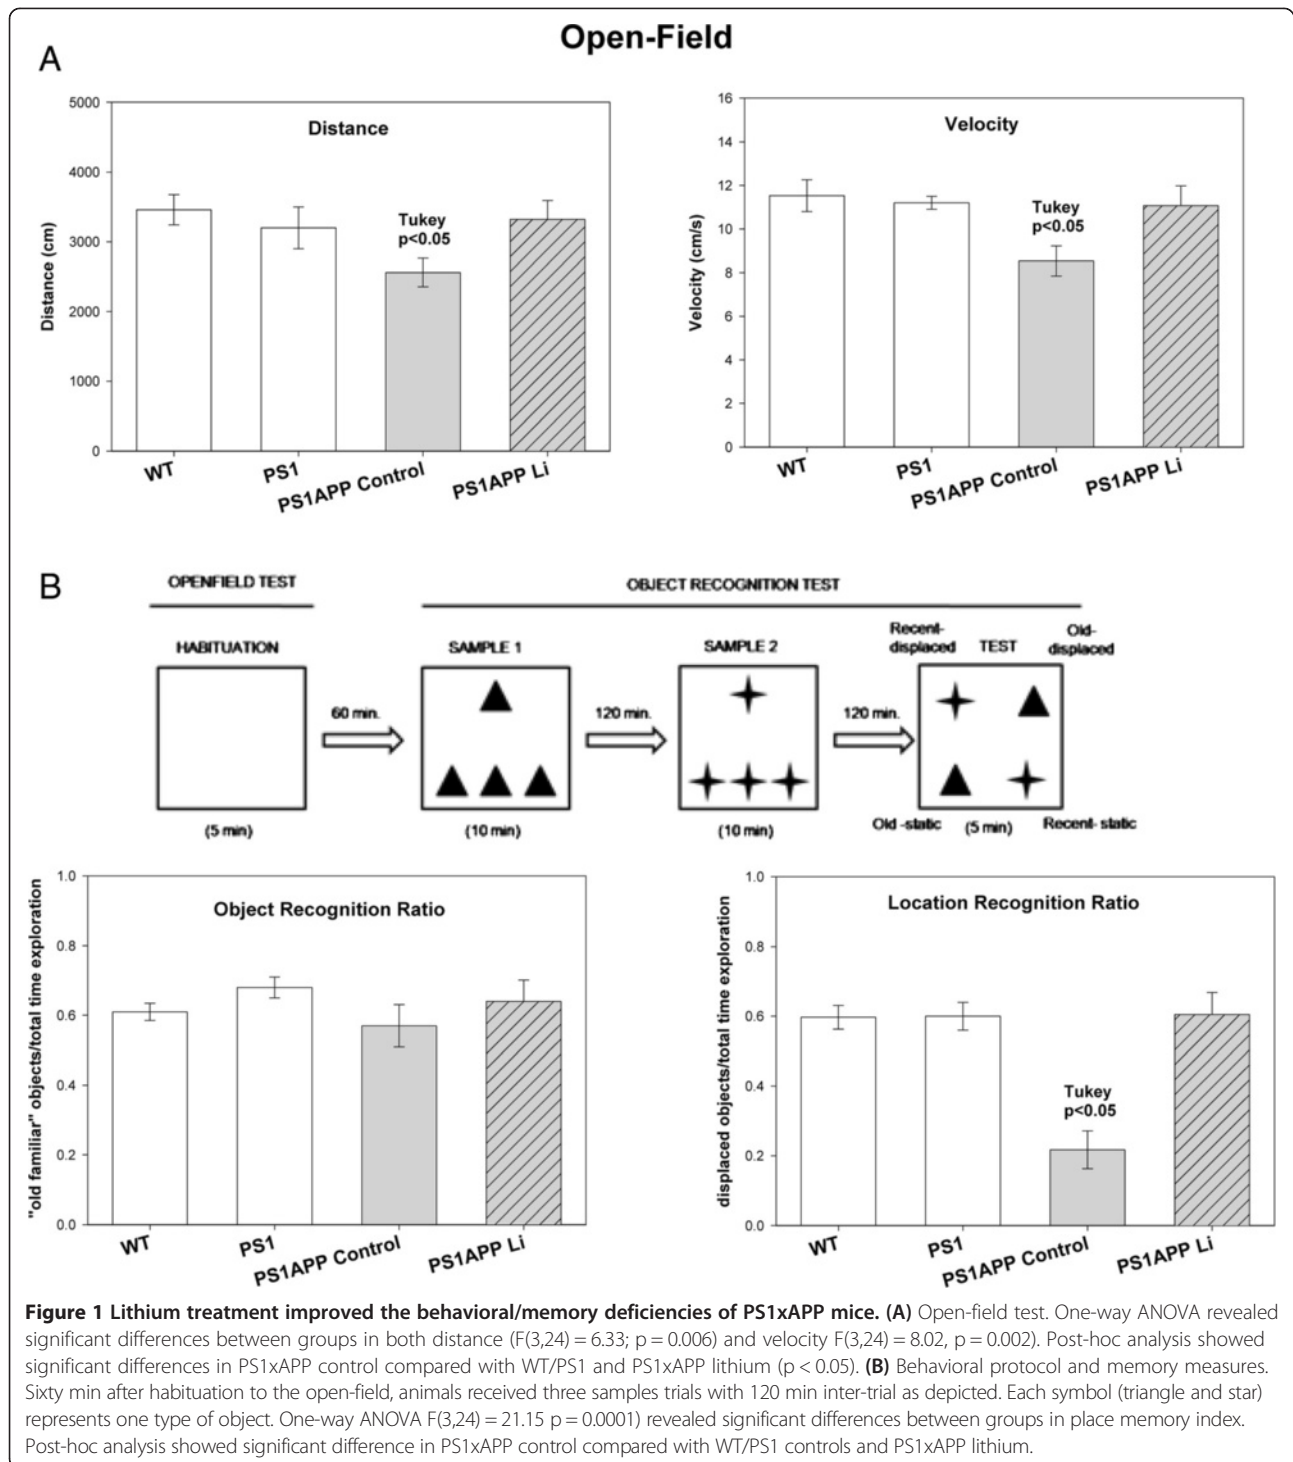 Open-Field
A
Distance
Distance (cm)
5000
4000
3000
2000
1000
0
Tukey
p<0.05
WT
PS1
PS1APP Control
PS1APP Li
Velocity
Velocity (cm/s)
16
14
12
10
8
6
4
2
0
Tukey
p<0.05
WT
PS1
PS1APP Control
PS1APP Li
B
OPENFIELD TEST
OBJECT RECOGNITION TEST
HABITUATION
SAMPLE 1
SAMPLE 2
Recent-
displaced
TEST
Old-
displaced
60 min.
120 min.
120 min.
(5 min)
(10 min)
(10 min)
Old -static
(5 min)
Recent- static
Object Recognition Ratio
"old familiar" objects/total time exploration
1.0
0.8
0.6
0.4
0.2
0.0
WT
PS1
PS1APP Control
PS1APP Li
Location Recognition Ratio
displaced objects/total time exploration
1.0
0.8
0.6
0.4
0.2
0.0
Tukey
p<0.05
WT
PS1
PS1APP Control
PS1APP Li
Figure 1 Lithium treatment improved the behavioral/memory deficiencies of PS1xAPP mice. (A) Open-field test. One-way ANOVA revealed
significant differences between groups in both distance (F(3,24) = 6.33; p = 0.006) and velocity F(3,24) = 8.02, p = 0.002). Post-hoc analysis showed
significant differences in PS1xAPP control compared with WT/PS1 and PS1xAPP lithium (p < 0.05). (B) Behavioral protocol and memory measures.
Sixty min after habituation to the open-field, animals received three samples trials with 120 min inter-trial as depicted. Each symbol (triangle and star)
represents one type of object. One-way ANOVA F(3,24) = 21.15 p = 0.0001) revealed significant differences between groups in place memory index.
Post-hoc analysis showed significant difference in PS1xAPP control compared with WT/PS1 controls and PS1xAPP lithium.